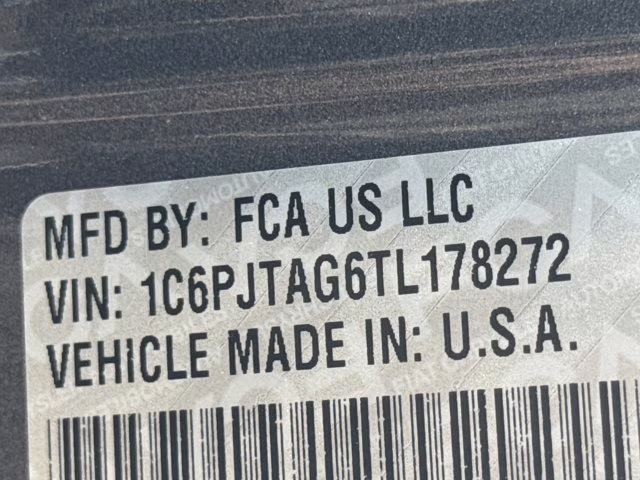 MFD BY: FCA US LLC
VIN: 1C6PJTAG6TL178272
VEHICLE MADE IN: U.S.A.